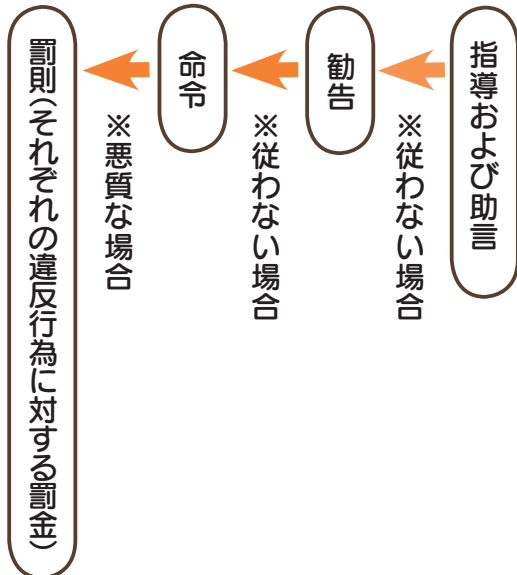 指導および助言
※従わない場合
勧告
※従わない場合
命令
※悪質な場合
罰則(それぞれの違反行為に対する罰金)